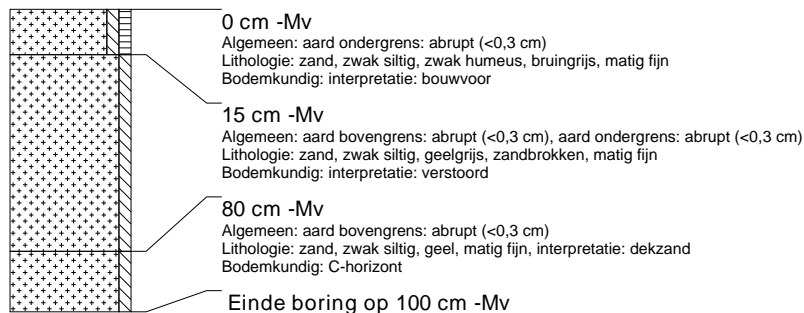 0 cm -Mv
Algemeen: aard ondergrens: abrupt (<0,3 cm)
Lithologie: zand, zwak siltig, zwak humeus, bruingrijs, matig fijn
Bodemkundig: interpretatie: bouwvoor
15 cm -Mv
Algemeen: aard bovengrens: abrupt (<0,3 cm), aard ondergrens: abrupt (<0,3 cm)
Lithologie: zand, zwak siltig, geelgrijs, zandbrokken, matig fijn
Bodemkundig: interpretatie: verstoord
80 cm -Mv
Algemeen: aard bovengrens: abrupt (<0,3 cm)
Lithologie: zand, zwak siltig, geel, matig fijn, interpretatie: dekzand
Bodemkundig: C-horizont
Einde boring op 100 cm -Mv